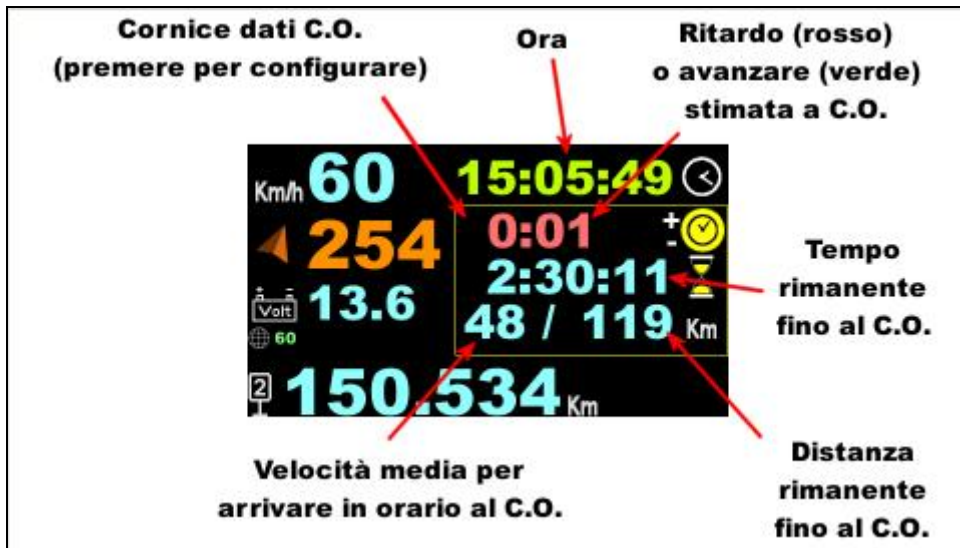 Cornice dati C.O.
(premere per configurare)
Ora
Ritardo (rosso)
o avanzare (verde)
stimata a C.O.
Km/h 60
15:05:49
254
0:01
+
-
2:30:11
+ -
Volt 13.6
48 / 119 Km
60
2 150.534 Km
Tempo
rimanente
fino al C.O.
Velocità media per
arrivare in orario al C.O.
Distanza
rimanente
fino al C.O.